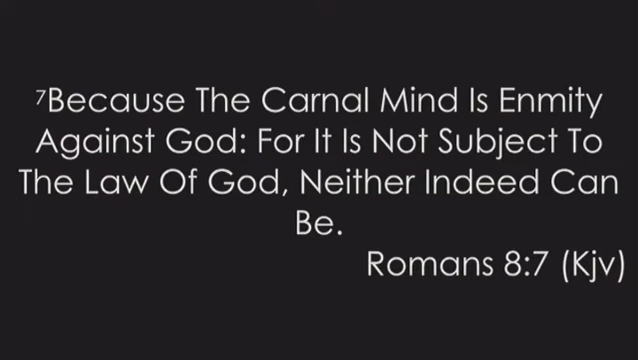 ⁷Because The Carnal Mind Is Enmity
Against God: For It Is Not Subject To
The Law Of God, Neither Indeed Can
Be.
Romans 8:7 (Kjv)